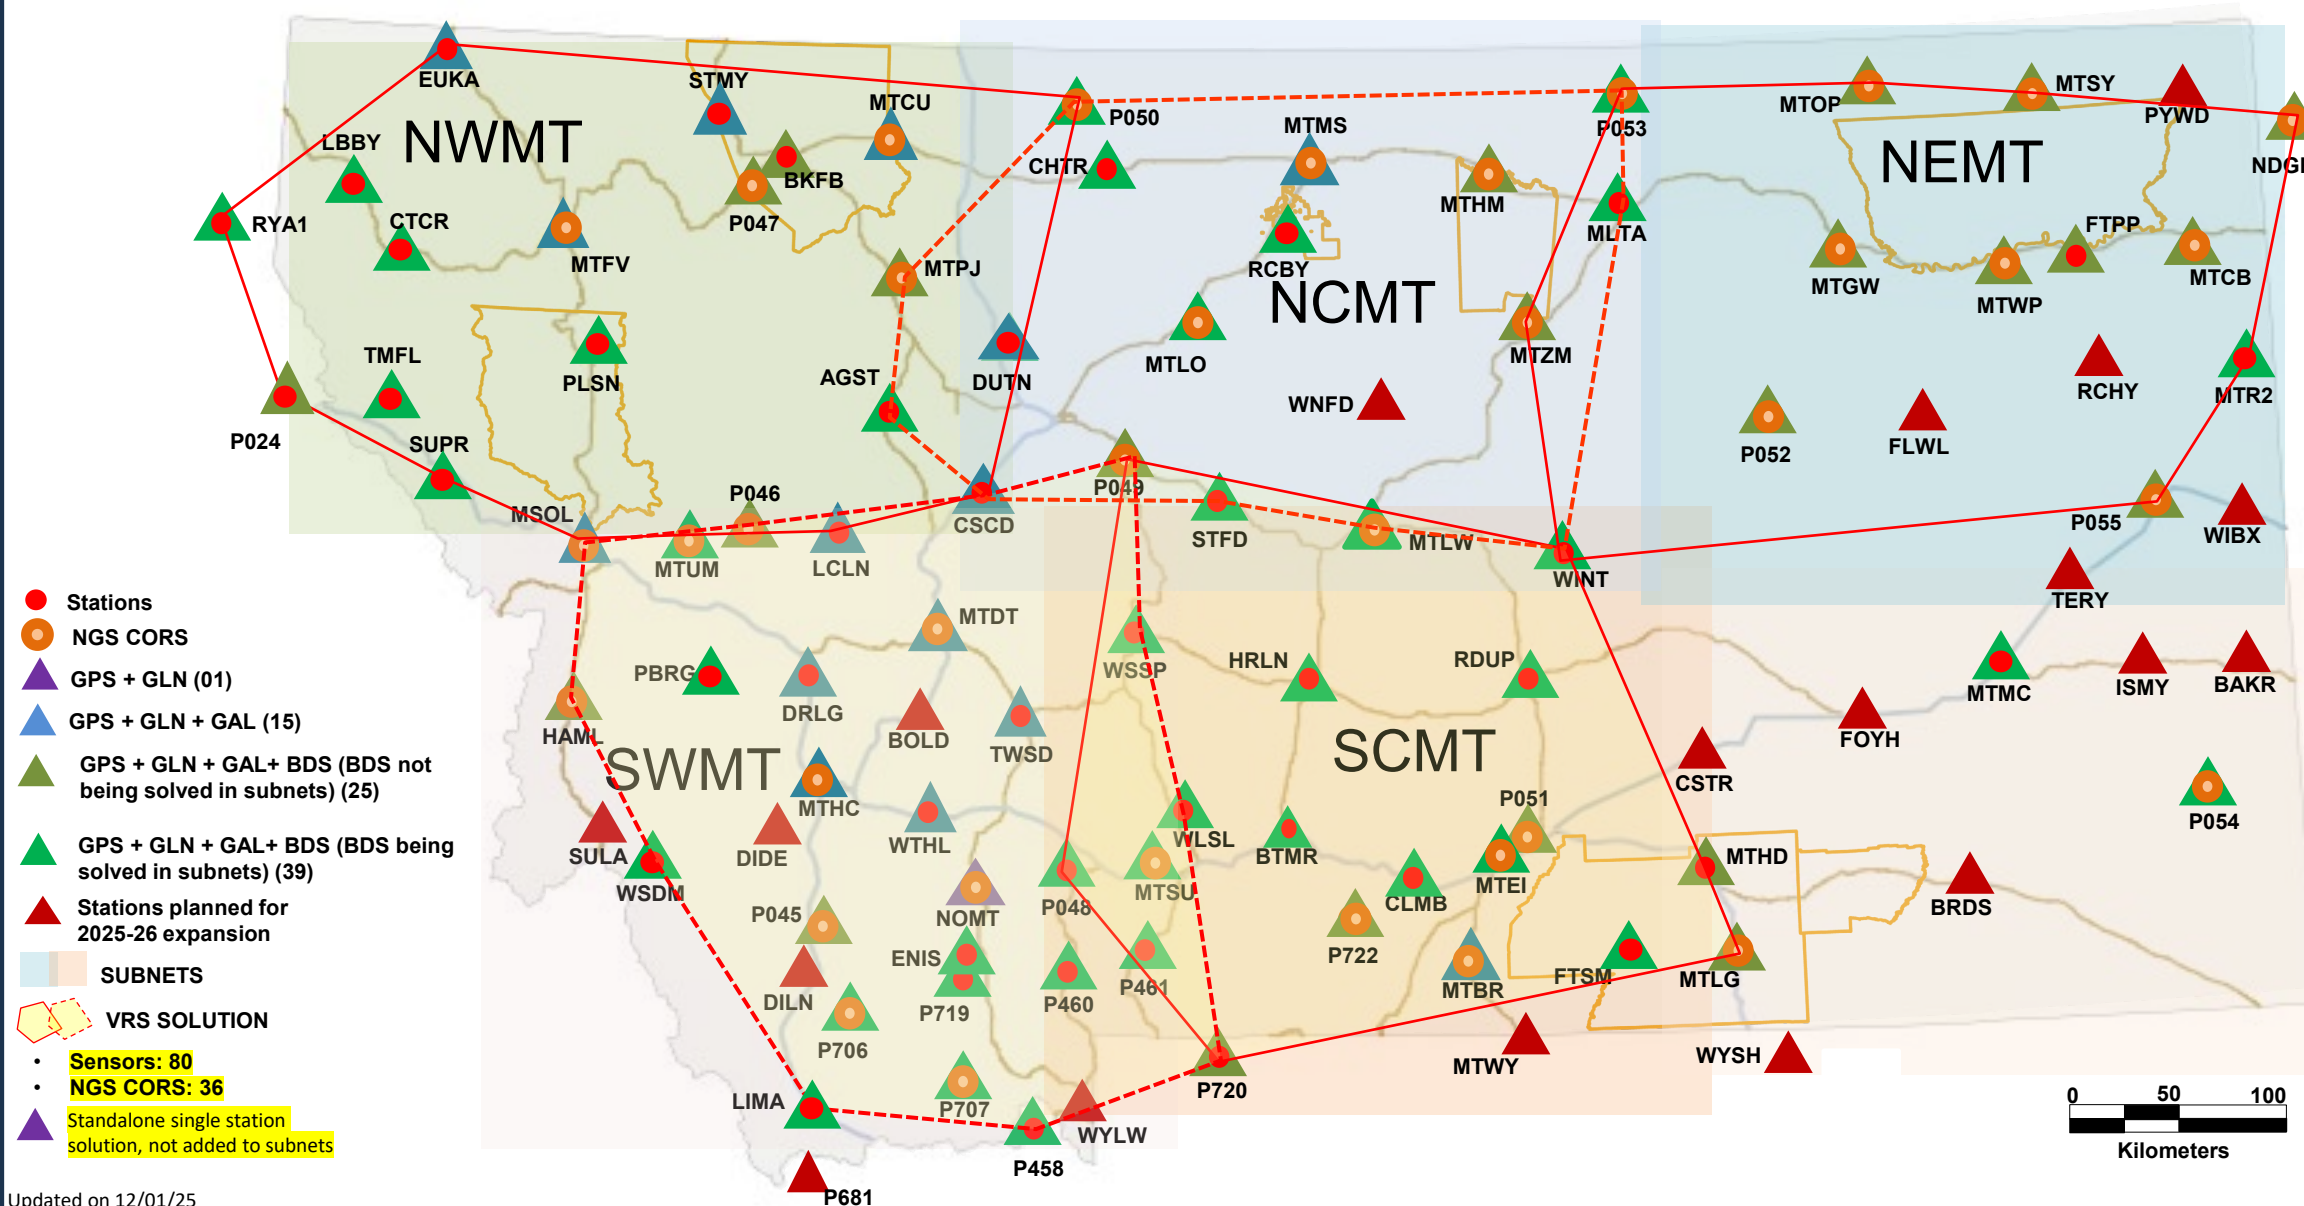 EUKA
STMY
MTCU
P050
P053
MTOP
MTSY
PYWD
LBBY
NWMT
MTMS
NEMT
CHTR
BKFB
MTHM
RYA1
CTCR
P047
MLTA
FTPP
MTFV
MTPJ
RCBY
NCMT
MTGW
MTWP
MTCB
TMFL
PLSN
AGST
DUTN
MTLO
MTZM
WNFD
RCHY
MTR2
P024
SUPR
P052
FLWL
P046
P049
MSOL
CSCD
STFD
MTLW
P055
WIBX
MTUM
LCLN
WINT
TERY
Stations
NGS CORS
GPS + GLN (01)
GPS + GLN + GAL (15)
GPS + GLN + GAL+ BDS (BDS not
being solved in subnets) (25)
GPS + GLN + GAL+ BDS (BDS being
solved in subnets) (39)
Stations planned for
2025-26 expansion
SUBNETS
VRS SOLUTION
• Sensors: 80
• NGS CORS: 36
Standalone single station
solution, not added to subnets
Updated on 12/01/25
MTDT
PBRG
WSSP
HRLN
RDUP
MTMC
ISMY
BAKR
DRLG
HAML
BOLD
TWSD
FOYH
SWMT
SCMT
CSTR
MTHC
P051
P054
SULA
DIDE
WTHL
WLSL
BTMR
MTHD
WSDM
MTSU
MTEI
P045
NOMT
P048
CLMB
BRDS
ENIS
P722
FTSM
MTLG
DILN
P719
P460
P461
MTBR
P706
MTWY
WYSH
LIMA
P707
P720
WYLW
P458
P681
0 50 100
Kilometers